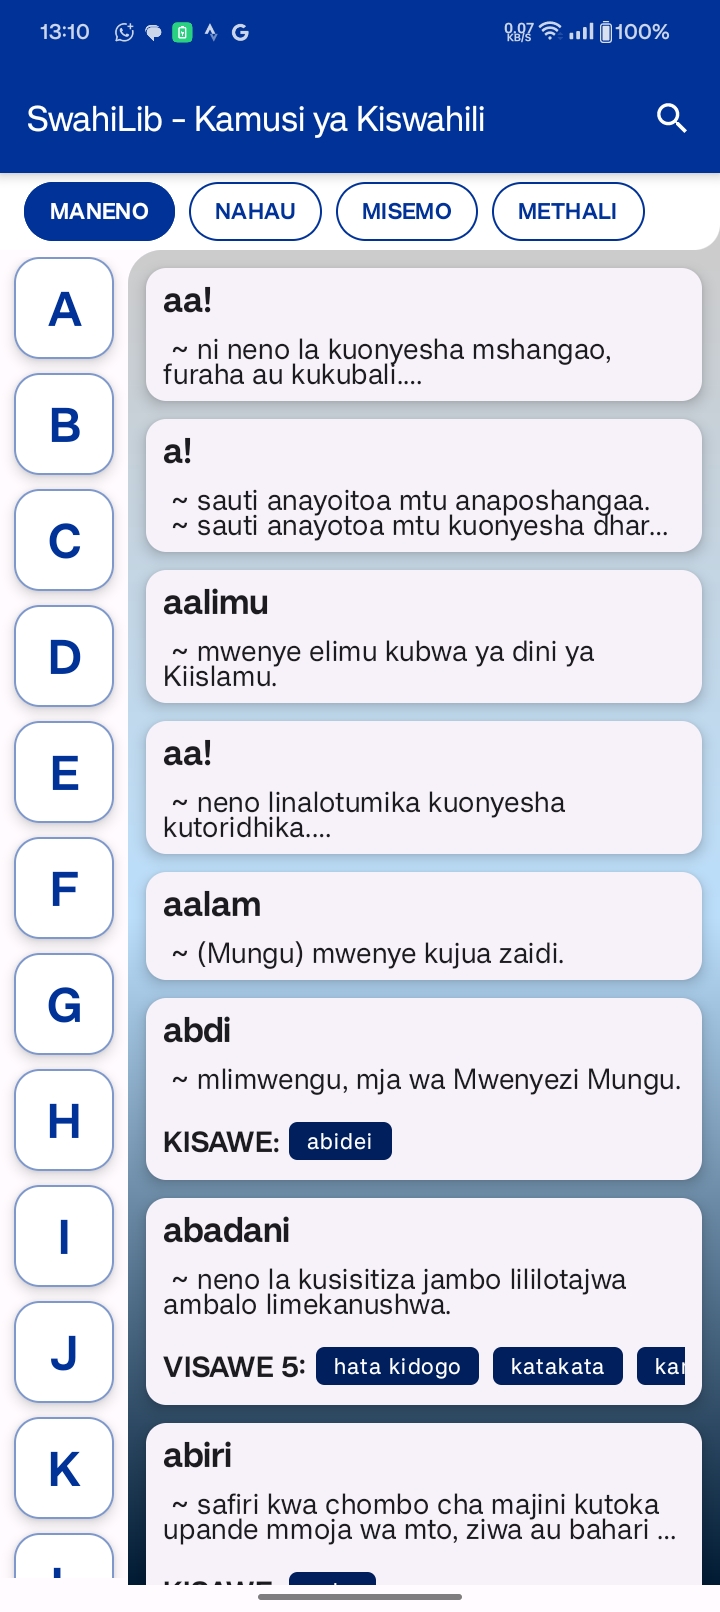 13:10
0.07
KB/S
100%
SwahiLib - Kamusi ya Kiswahili
MANENO
NAHAU
MISEMO
METHALI
A
B
C
D
E
F
G
H
I
J
K
aa!
~ ni neno la kuonyesha mshangao,
furaha au kukubali....
a!
~ sauti anayoitoa mtu anaposhangaa.
~ sauti anayotoa mtu kuonyesha dhar...
aalimu
~ mwenye elimu kubwa ya dini ya
Kiislamu.
aa!
~ neno linalotumika kuonyesha
kutoridhika....
aalam
~ (Mungu) mwenye kujua zaidi.
abdi
~ mlimwengu, mja wa Mwenyezi Mungu.
KISAWE: abidei
abadani
~ neno la kusisitiza jambo lililotajwa
ambalo limekanushwa.
VISAWE 5: hata kidogo katakata
abiri
~ safiri kwa chombo cha majini kutoka
upande mmoja wa mto, ziwa au bahari ...